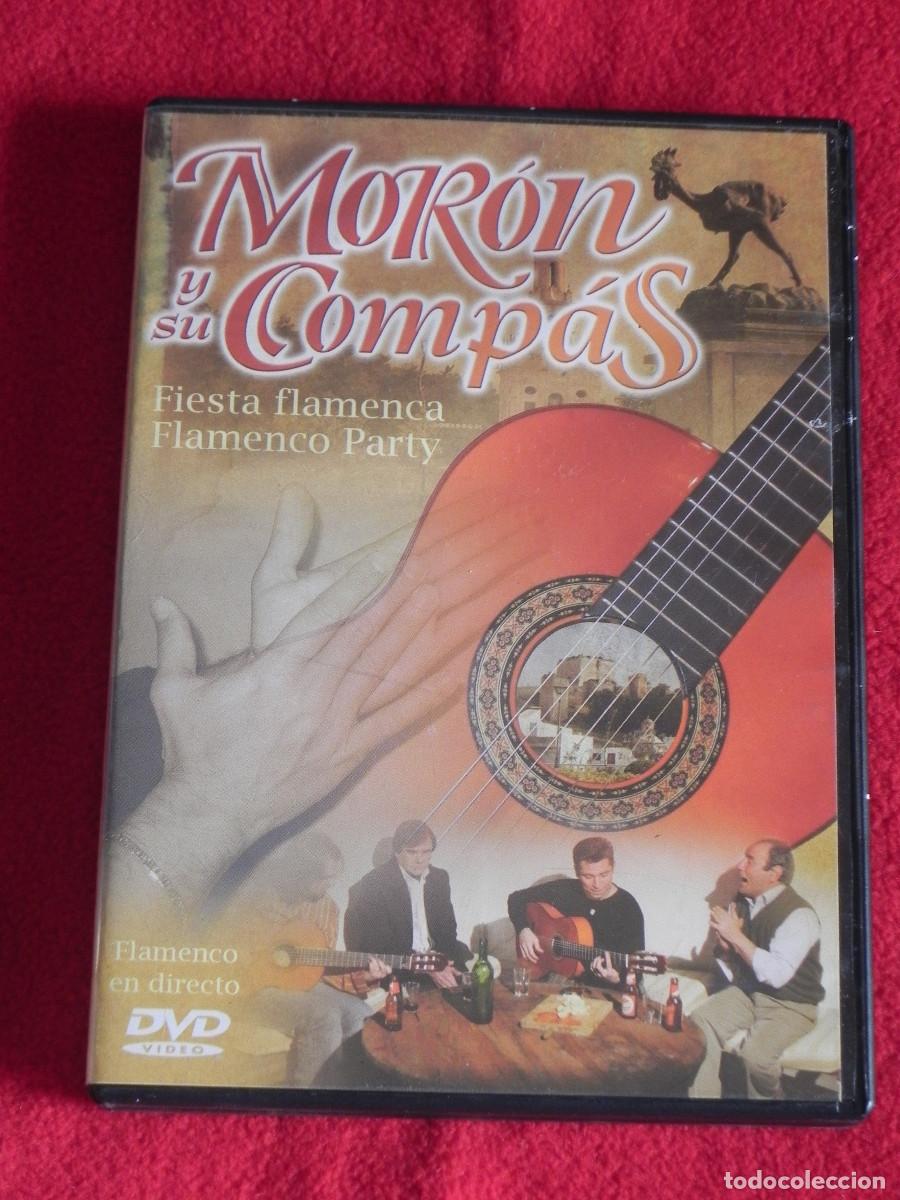 Morón
y su Compás
Fiesta flamenca
Flamenco Party
Flamenco
en directo
DVD
VIDEO
todocoleccion